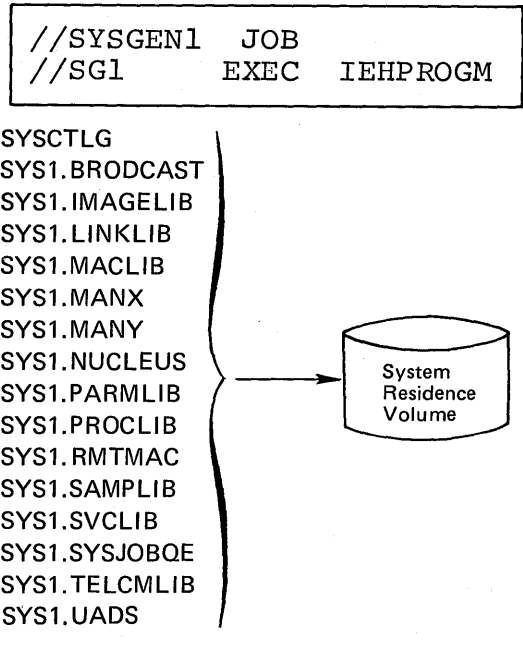 //SYSGEN1 JOB
//SG1 EXEC IEHPROGM
SYSCTLG
SYS1.BRODCAST
SYS1.IMAGELIB
SYS1.LINKLIB
SYS1.MACLIB
SYS1.MANX
SYS1.MANY
SYS1.NUCLEUS
SYS1.PARMLIB
SYS1.PROCLIB
SYS1.RMTMAC
SYS1.SAMPLIB
SYS1.SVCLIB
SYS1.SYSJOBQE
SYS1.TELCMLIB
SYS1.UADS
System
Residence
Volume